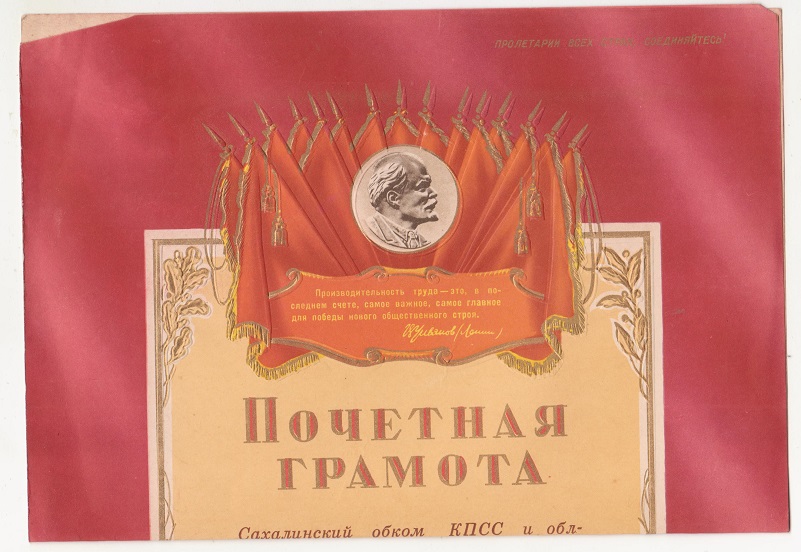 ПРОЛЕТАРИИ ВСЕХ СТРАН, СОЕДИНЯЙТЕСЬ!
Производительность труда — это, в по-
следнем счете, самое важное, самое главное
для победы нового общественного строя.
В. Ульянов (Ленин)
ПОЧЕТНАЯ
ГРАМОТА
Сахалинский обком КПСС и обл-